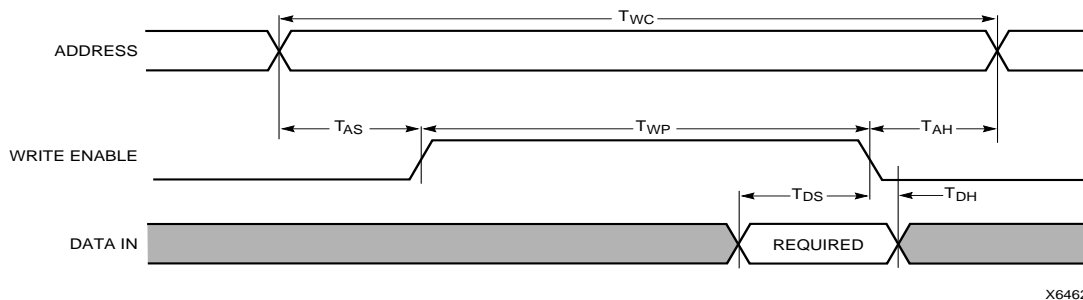 TWC
ADDRESS
TAS
TWP
TAH
WRITE ENABLE
TDS
TDH
DATA IN
REQUIRED
X6462